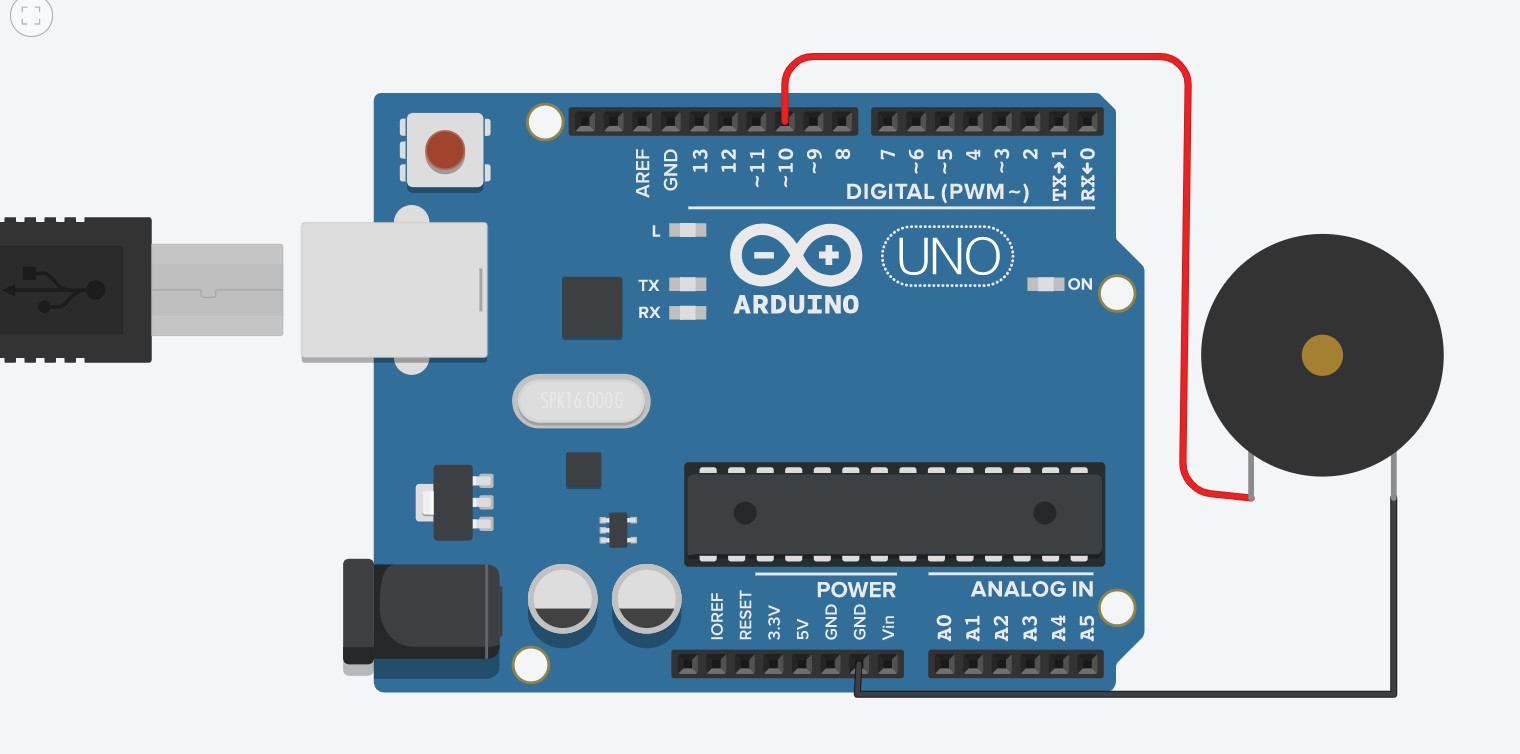 AREF
GND
13
12
~11
~10
~9
8
7
~6
~5
4
~3
2
TX→1
RX←0
DIGITAL (PWM~)
L
TX
RX
ARDUINO
UNO
ON
SPK16.000G
POWER
ANALOG IN
IOREF
RESET
3.3V
5V
GND
GND
Vin
A0
A1
A2
A3
A4
A5